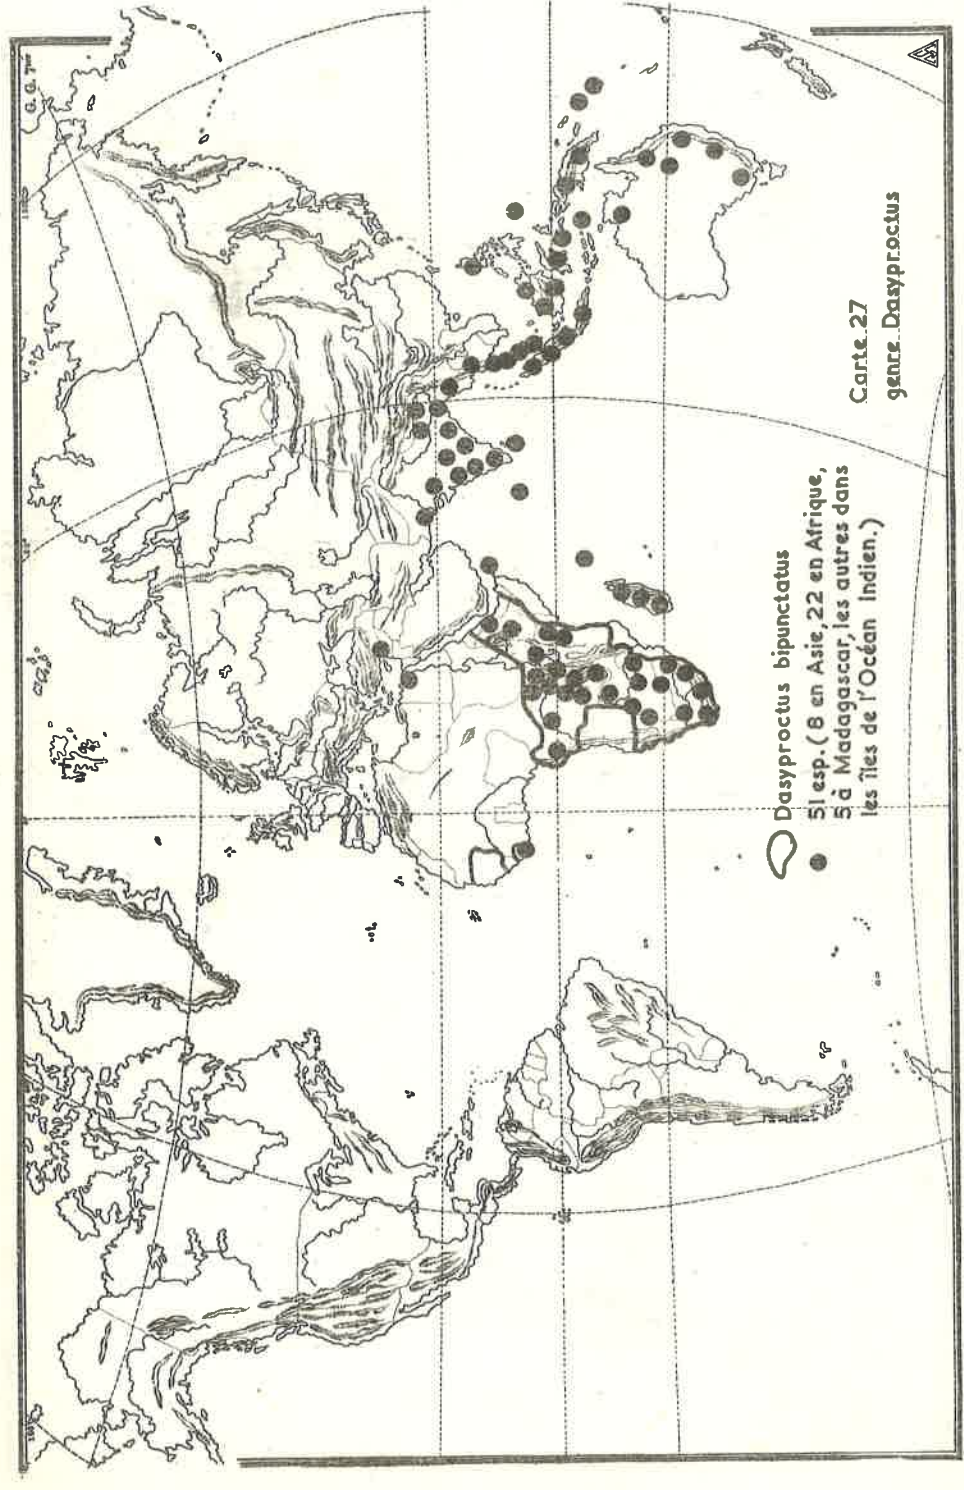 G. G. 7ᵐᵉ
Dasyproctus bipunctatus
51 esp. ( 8 en Asie, 22 en Afrique,
5 à Madagascar, les autres dans
les îles de l'Océan Indien.)
Carte 27
genre Dasyproctus